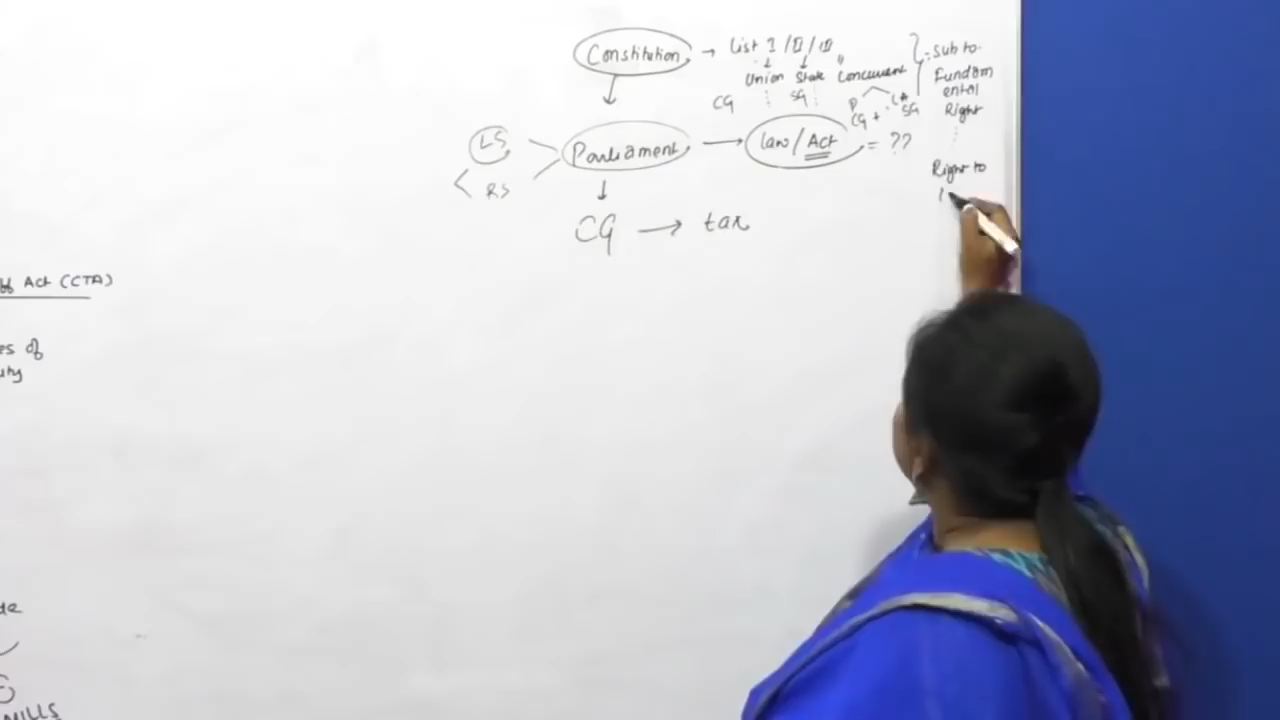 Constitution → List I / II / III
Union State Concurrent
CG SG P CG + LA SG
} = Sub to.
Fundam
ental
Right
LS
RS
Parliament → Law / Act = ??
Right to
CG → tax
Act (CTA)
es of
uty
de
MILLS